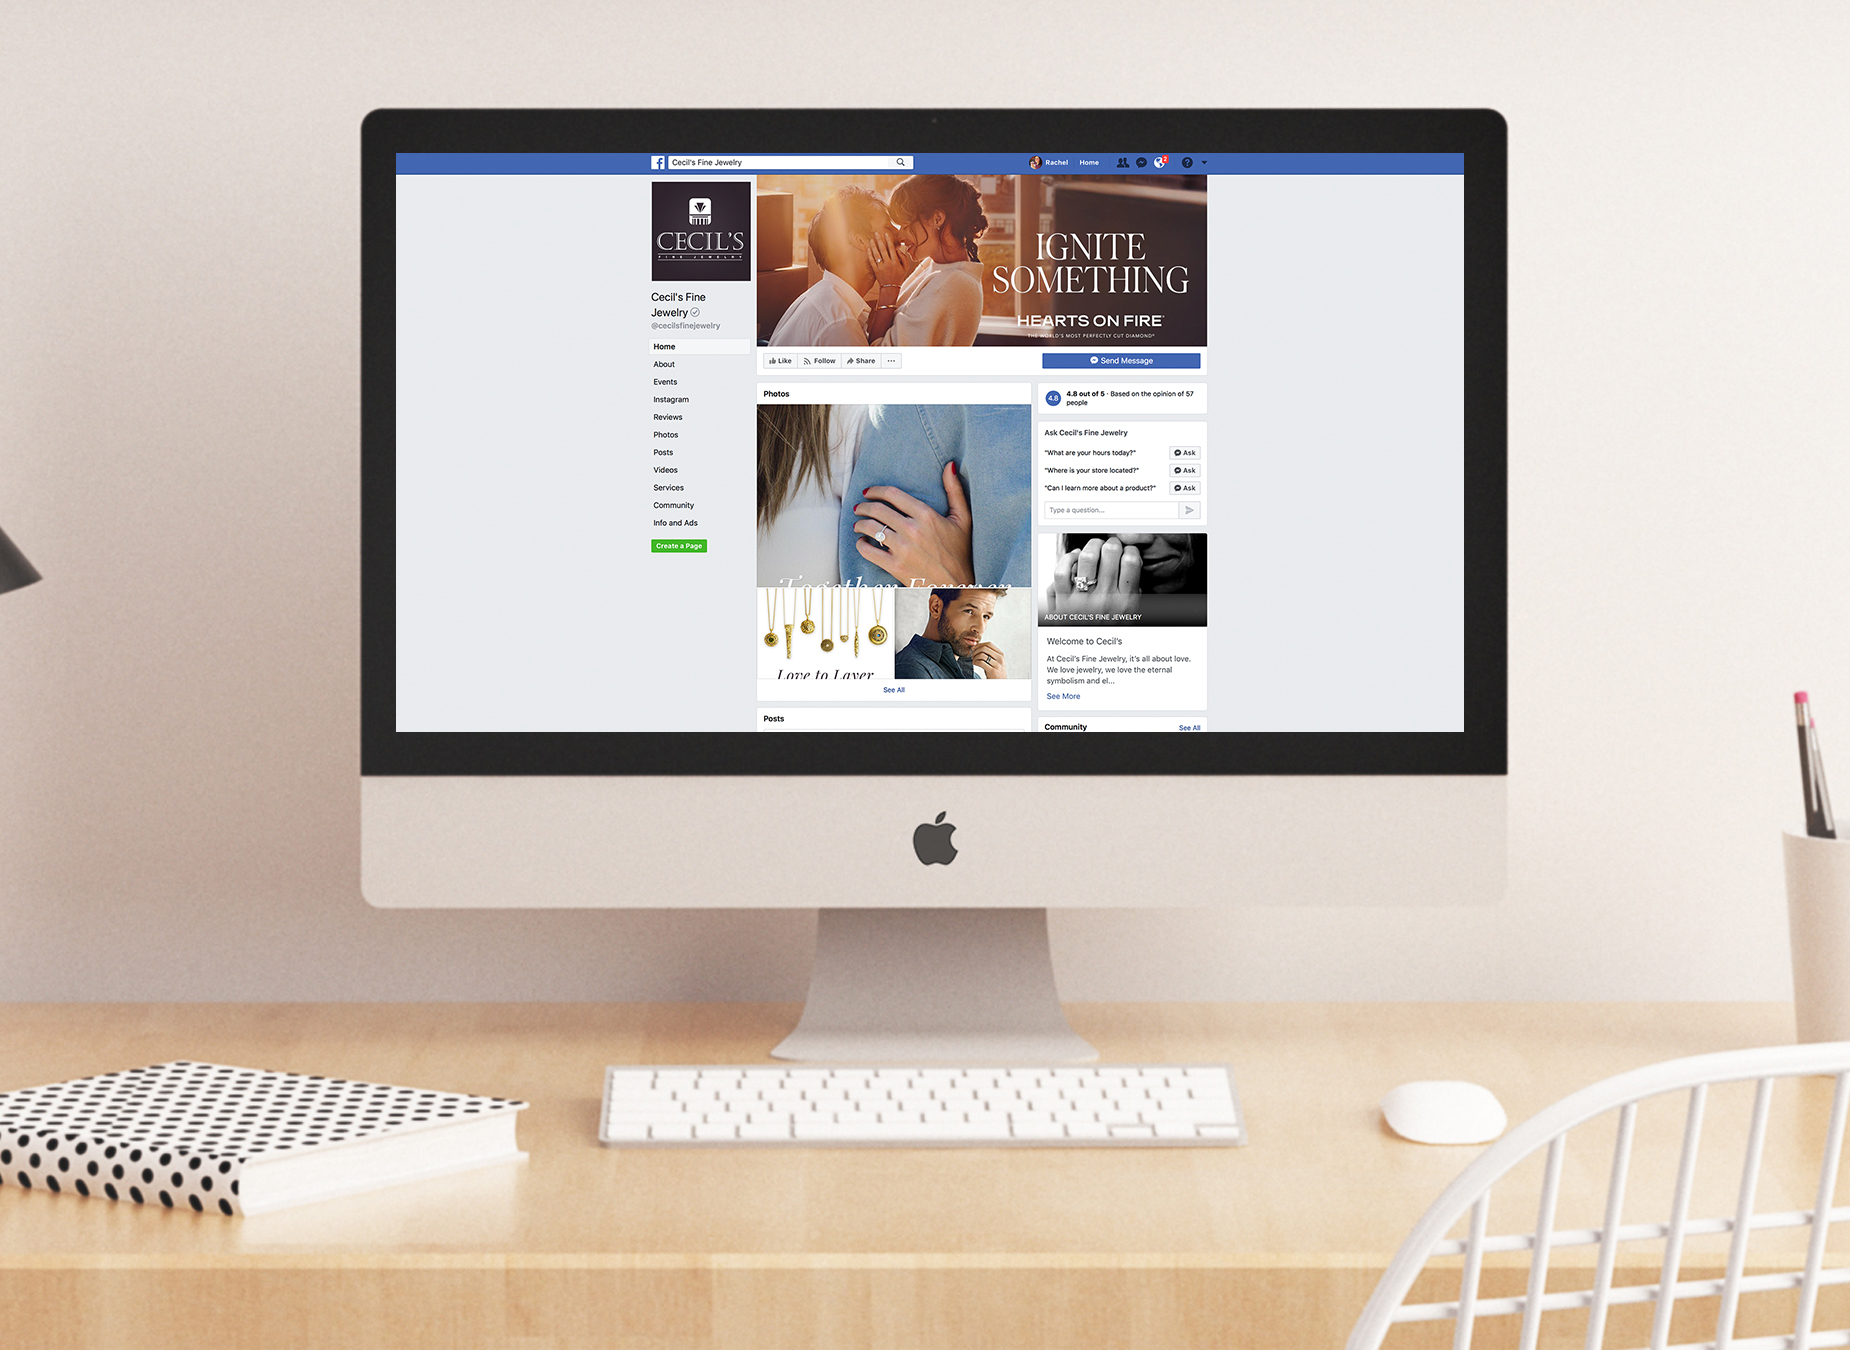 Cecil's Fine Jewelry
Rachel
Home
2
CECIL'S
FINE JEWELRY
Cecil's Fine
Jewelry
@cecilsfinejewelry
Home
About
Events
Instagram
Reviews
Photos
Posts
Videos
Services
Community
Info and Ads
Create a Page
IGNITE
SOMETHING
HEARTS ON FIRE®
THE WORLD'S MOST PERFECTLY CUT DIAMOND®
Like
Follow
Share
Send Message
Photos
Together Forever
Love to Layer
See All
Posts
4.8
4.8 out of 5 · Based on the opinion of 57
people
Ask Cecil's Fine Jewelry
"What are your hours today?"
Ask
"Where is your store located?"
Ask
"Can I learn more about a product?"
Ask
Type a question...
ABOUT CECIL'S FINE JEWELRY
Welcome to Cecil's
At Cecil's Fine Jewelry, it's all about love.
We love jewelry, we love the eternal
symbolism and el...
See More
Community
See All